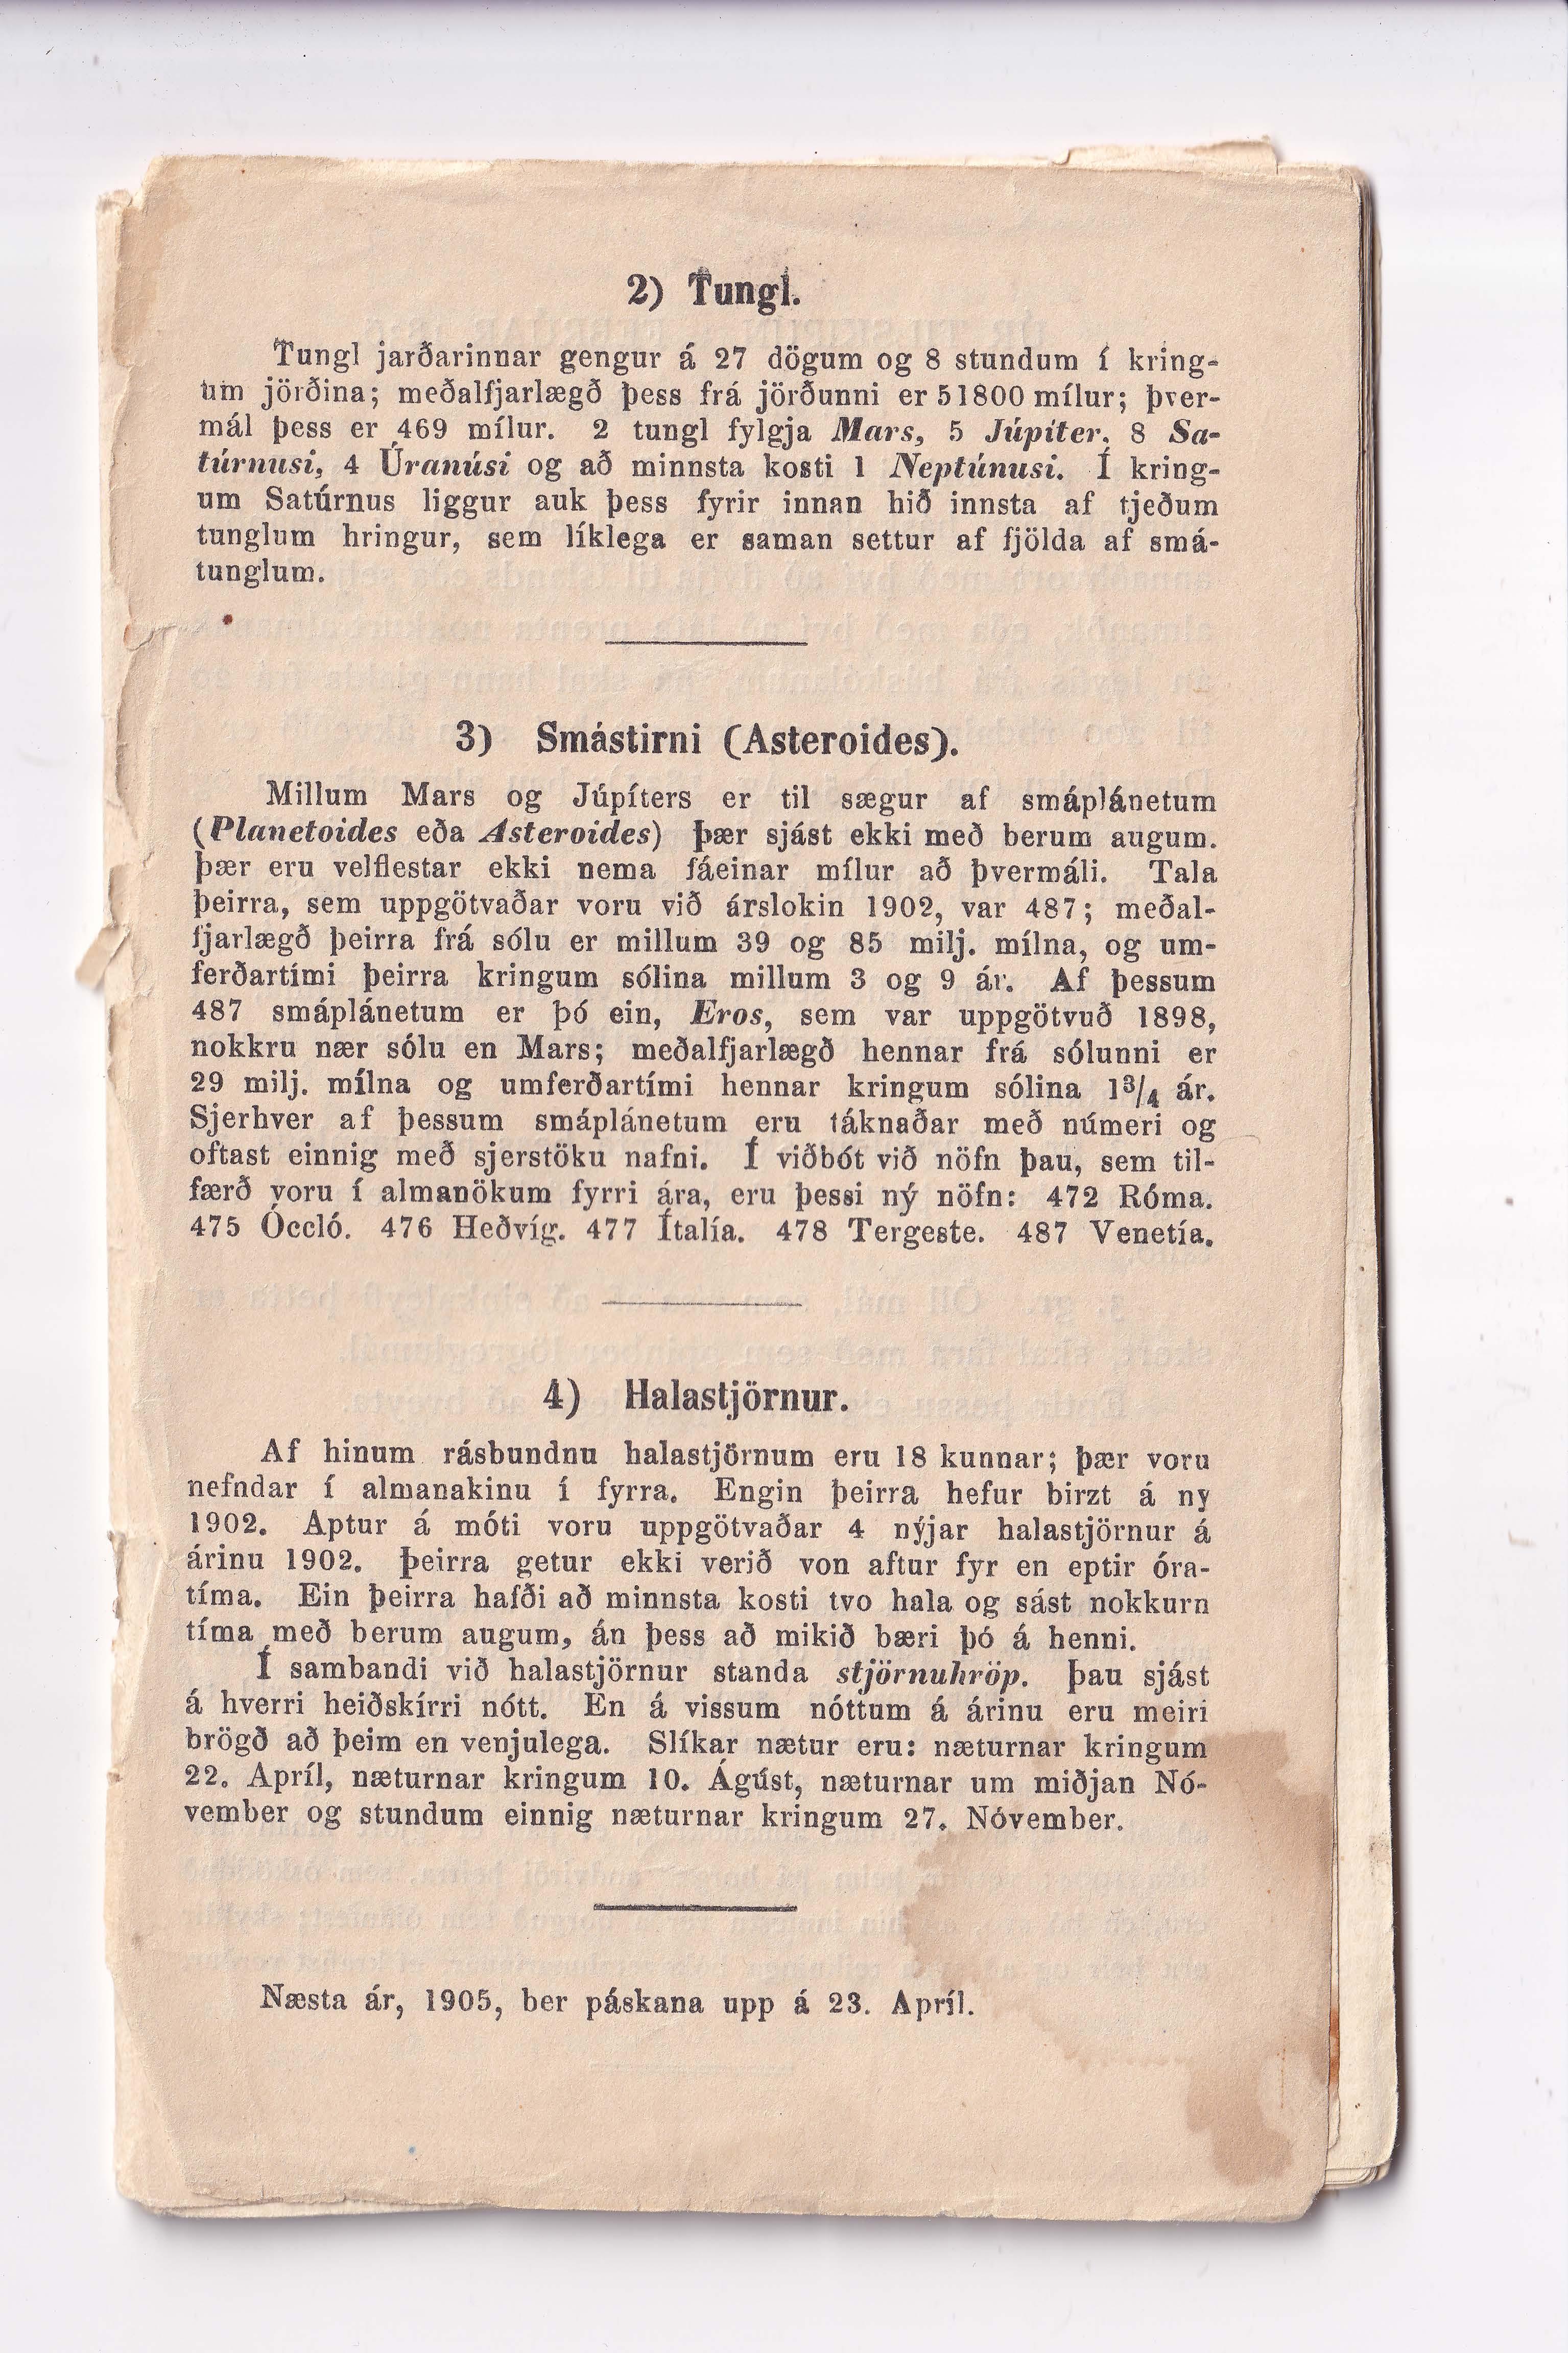 2) Tungl.
Tungl jarðarinnar gengur á 27 dögum og 8 stundum í kring-
um jörðina; meðalfjarlægð þess frá jörðunni er 51800 mílur; þver-
mál þess er 469 mílur. 2 tungl fylgja Mars, 5 Júpíter, 8 Sa-
túrnusi, 4 Úranúsi og að minnsta kosti 1 Neptúnusi. Í kring-
um Satúrnus liggur auk þess fyrir innan hið innsta af tjeðum
tunglum hringur, sem líklega er saman settur af fjölda af smá-
tunglum.
3) Smástirni (Asteroides).
Millum Mars og Júpíters er til sægur af smáplánetum
(Planetoides eða Asteroides) þær sjást ekki með berum augum.
þær eru velflestar ekki nema fáeinar mílur að þvermáli. Tala
þeirra, sem uppgötvaðar voru við árslokin 1902, var 487; meðal-
fjarlægð þeirra frá sólu er millum 39 og 85 milj. mílna, og um-
ferðartími þeirra kringum sólina millum 3 og 9 ár. Af þessum
487 smáplánetum er þó ein, Eros, sem var uppgötvuð 1898,
nokkru nær sólu en Mars; meðalfjarlægð hennar frá sólunni er
29 milj. mílna og umferðartími hennar kringum sólina 1³/₄ ár.
Sjerhver af þessum smáplánetum eru táknaðar með númeri og
oftast einnig með sjerstöku nafni. Í viðbót við nöfn þau, sem til-
færð voru í almanökum fyrri ára, eru þessi ný nöfn: 472 Róma.
475 Óccló. 476 Heðvíg. 477 Ítalía. 478 Tergeste. 487 Venetía.
4) Halastjörnur.
Af hinum rásbundnu halastjörnum eru 18 kunnar; þær voru
nefndar í almanakinu í fyrra. Engin þeirra hefur birzt á ny
1902. Aptur á móti voru uppgötvaðar 4 nýjar halastjörnur á
árinu 1902. þeirra getur ekki verið von aftur fyr en eptir óra-
tíma. Ein þeirra hafði að minnsta kosti tvo hala og sást nokkurn
tíma með berum augum, án þess að mikið bæri þó á henni.
Í sambandi við halastjörnur standa stjörnuhröp. þau sjást
á hverri heiðskírri nótt. En á vissum nóttum á árinu eru meiri
brögð að þeim en venjulega. Slíkar nætur eru: næturnar kringum
22. Apríl, næturnar kringum 10. Ágúst, næturnar um miðjan Nó-
vember og stundum einnig næturnar kringum 27. Nóvember.
Næsta ár, 1905, ber páskana upp á 23. Apríl.